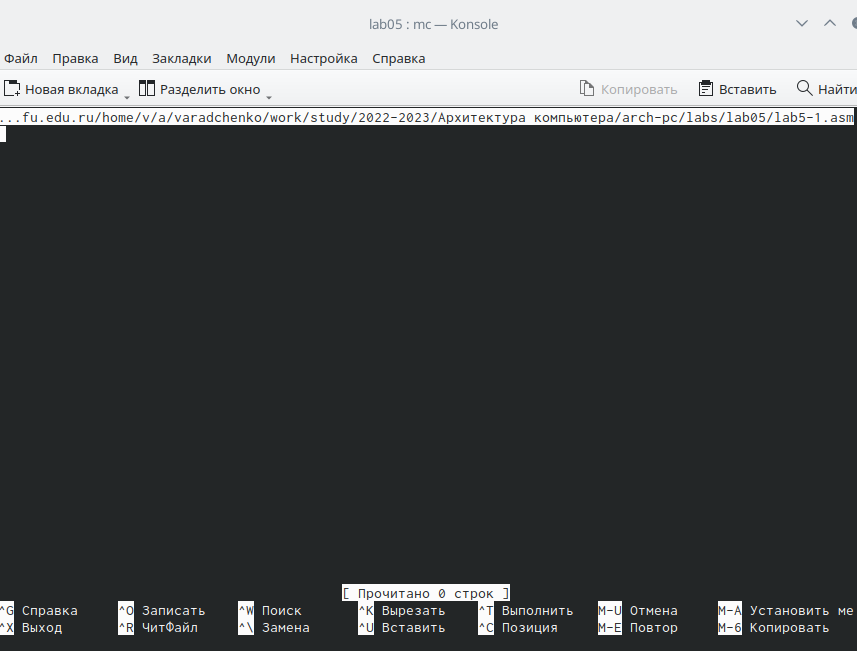 lab05 : mc — Konsole
Файл Правка Вид Закладки Модули Настройка Справка
Новая вкладка Разделить окно Копировать Вставить Найти
...fu.edu.ru/home/v/a/varadchenko/work/study/2022-2023/Архитектура компьютера/arch-pc/labs/lab05/lab5-1.asm
[ Прочитано 0 строк ]
^G Справка ^O Записать ^W Поиск ^K Вырезать ^T Выполнить M-U Отмена M-A Установить ме
^X Выход ^R ЧитФайл ^\ Замена ^U Вставить ^C Позиция M-E Повтор M-6 Копировать